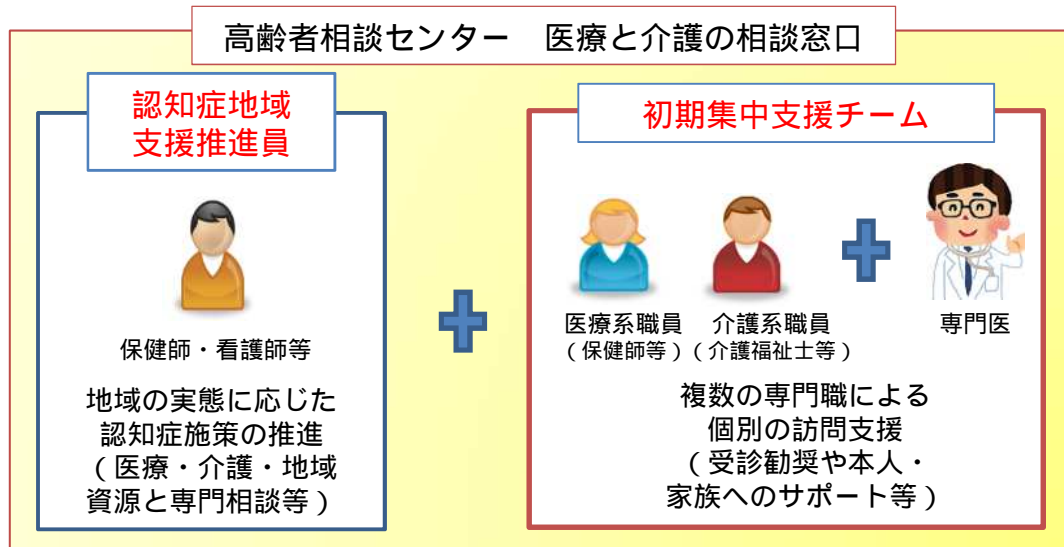 高齢者相談センター　医療と介護の相談窓口
認知症地域
支援推進員
保健師・看護師等
地域の実態に応じた
認知症施策の推進
（医療・介護・地域
資源と専門相談等）
初期集中支援チーム
医療系職員
（保健師等）
介護系職員
（介護福祉士等）
専門医
複数の専門職による
個別の訪問支援
（受診勧奨や本人・
家族へのサポート等）